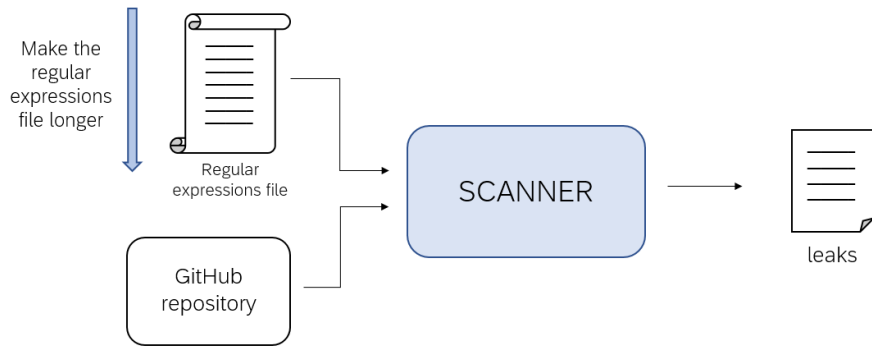 Make the
regular
expressions
file longer
Regular
expressions file
GitHub
repository
SCANNER
leaks